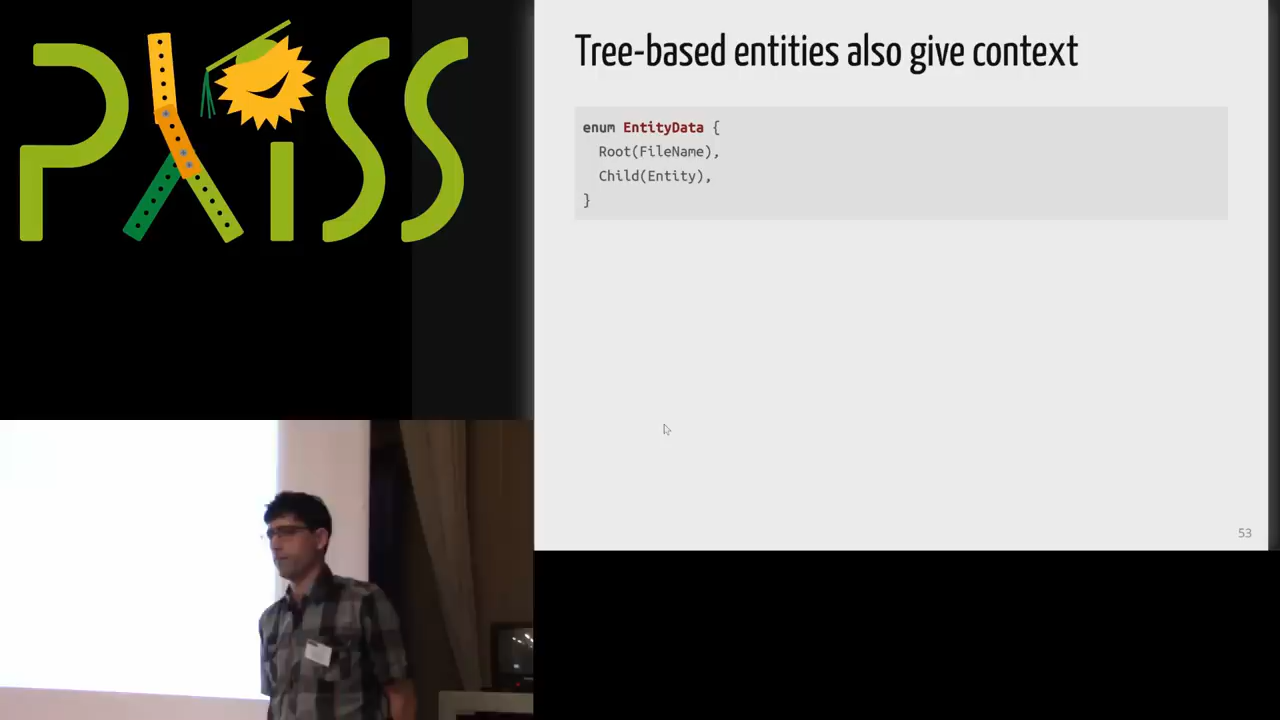 PLISS
Tree-based entities also give context
enum EntityData {
Root(FileName),
Child(Entity),
}
53